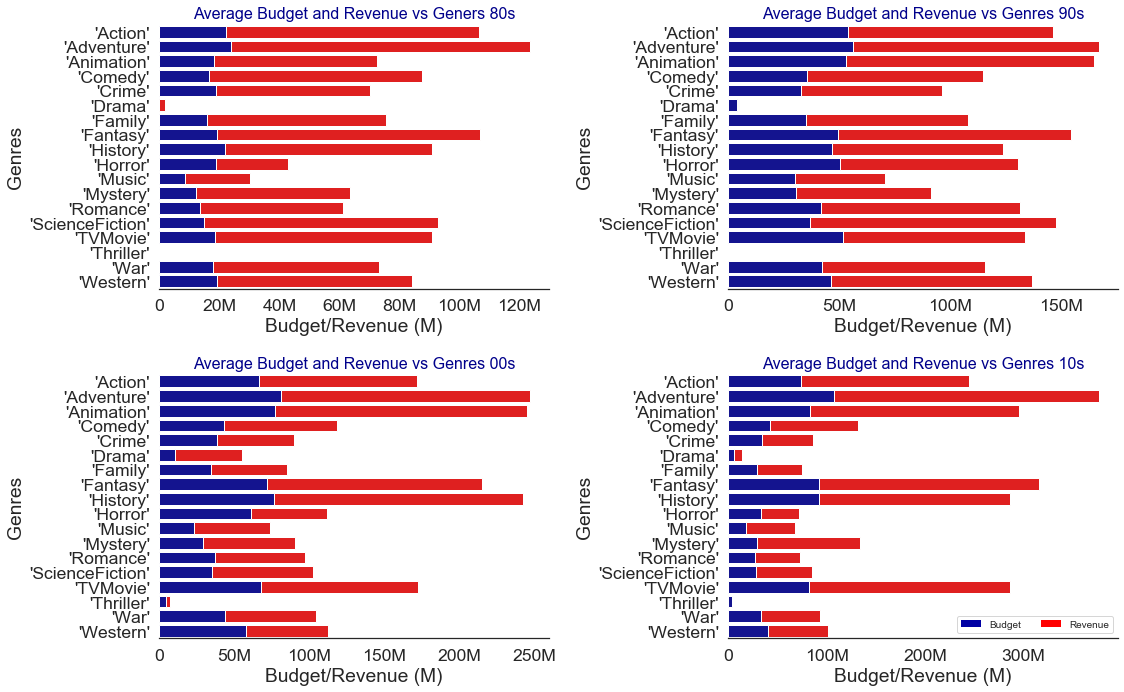 Average Budget and Revenue vs Geners 80s
Genres
'Action'
'Adventure'
'Animation'
'Comedy'
'Crime'
'Drama'
'Family'
'Fantasy'
'History'
'Horror'
'Music'
'Mystery'
'Romance'
'ScienceFiction'
'TVMovie'
'Thriller'
'War'
'Western'
0 20M 40M 60M 80M 100M 120M
Budget/Revenue (M)
Average Budget and Revenue vs Genres 90s
Genres
'Action'
'Adventure'
'Animation'
'Comedy'
'Crime'
'Drama'
'Family'
'Fantasy'
'History'
'Horror'
'Music'
'Mystery'
'Romance'
'ScienceFiction'
'TVMovie'
'Thriller'
'War'
'Western'
0 50M 100M 150M
Budget/Revenue (M)
Average Budget and Revenue vs Genres 00s
Genres
'Action'
'Adventure'
'Animation'
'Comedy'
'Crime'
'Drama'
'Family'
'Fantasy'
'History'
'Horror'
'Music'
'Mystery'
'Romance'
'ScienceFiction'
'TVMovie'
'Thriller'
'War'
'Western'
0 50M 100M 150M 200M 250M
Budget/Revenue (M)
Average Budget and Revenue vs Genres 10s
Genres
'Action'
'Adventure'
'Animation'
'Comedy'
'Crime'
'Drama'
'Family'
'Fantasy'
'History'
'Horror'
'Music'
'Mystery'
'Romance'
'ScienceFiction'
'TVMovie'
'Thriller'
'War'
'Western'
Budget Revenue
0 100M 200M 300M
Budget/Revenue (M)